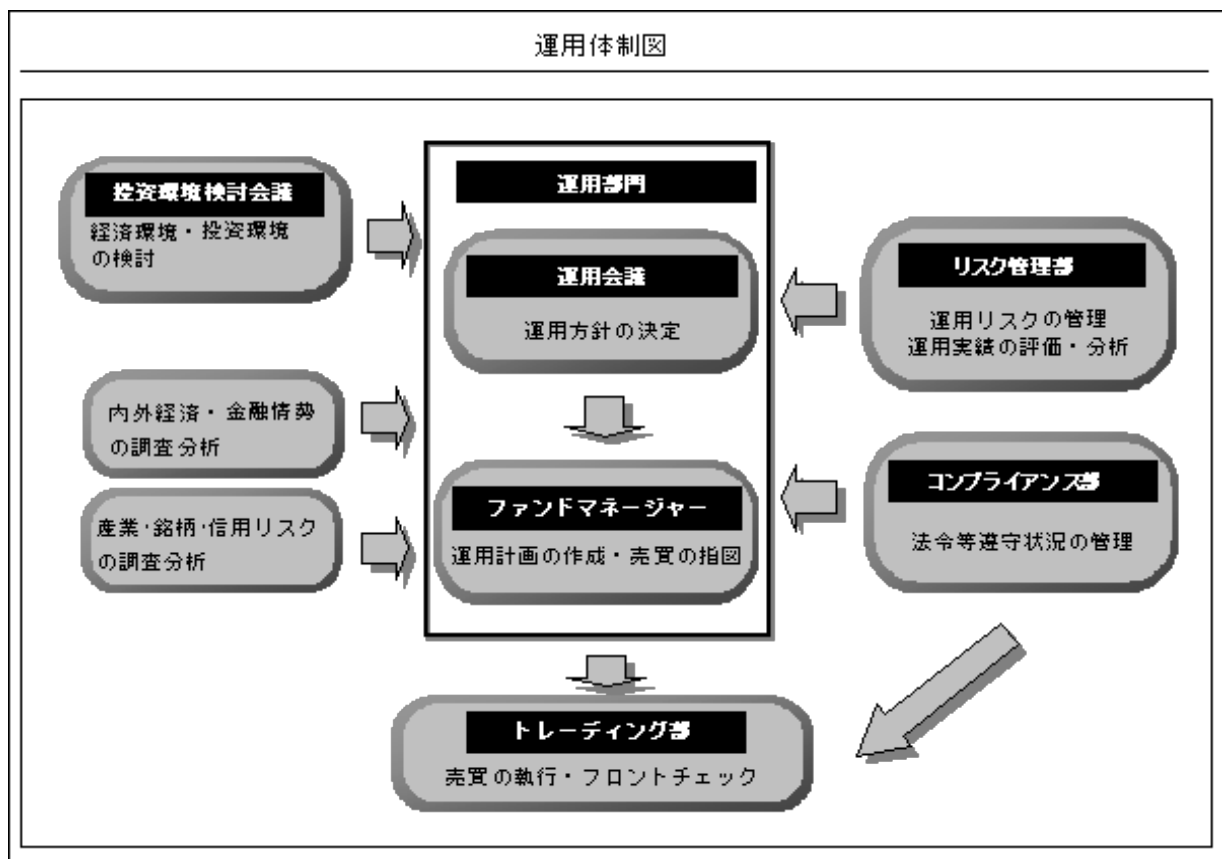 運用体制図
投資環境検討会議
経済環境・投資環境
の検討
運用部門
運用会議
運用方針の決定
リスク管理部
運用リスクの管理
運用実績の評価・分析
内外経済・金融情勢
の調査分析
産業・銘柄・信用リスク
の調査分析
ファンドマネージャー
運用計画の作成・売買の指図
コンプライアンス部
法令等遵守状況の管理
トレーディング部
売買の執行・フロントチェック